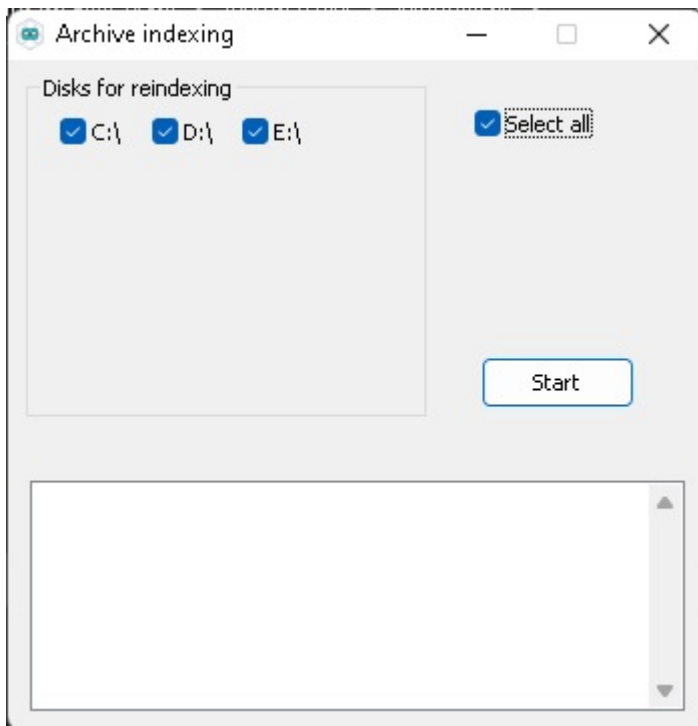 Archive indexing
Disks for reindexing
C:\ D:\ E:\
Select all
Start